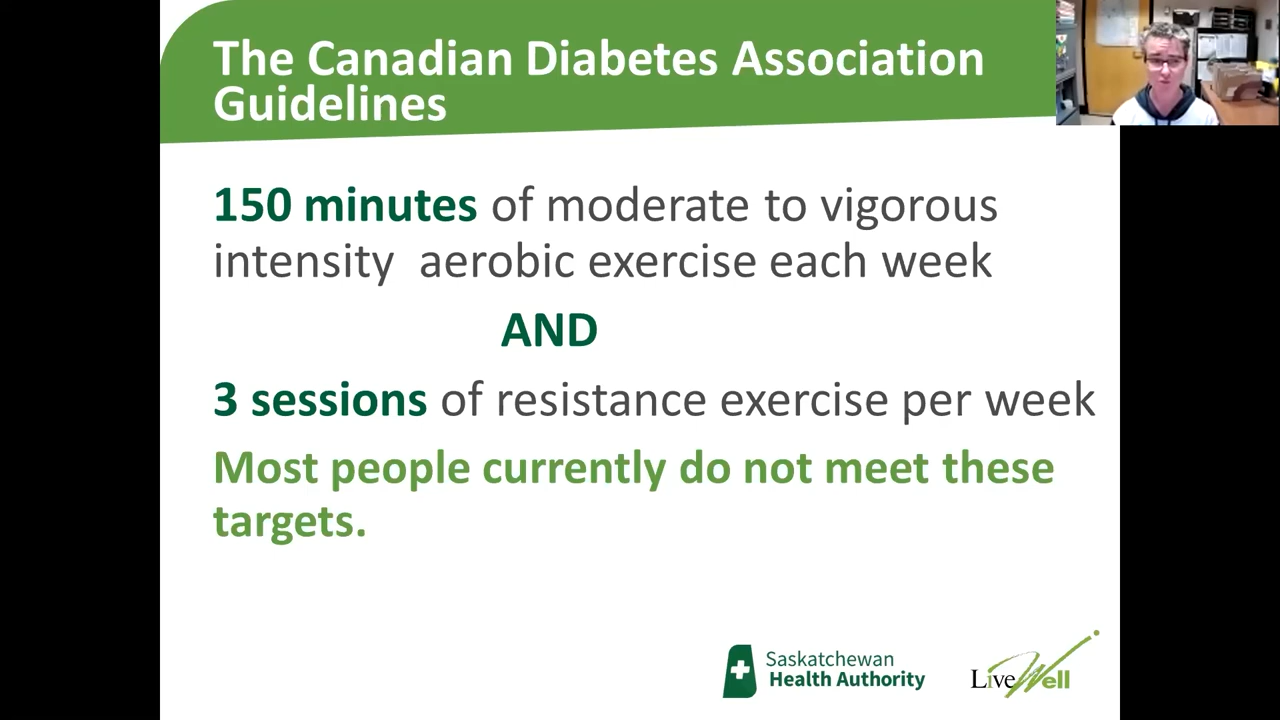 The Canadian Diabetes Association
Guidelines
150 minutes of moderate to vigorous
intensity  aerobic exercise each week
AND
3 sessions of resistance exercise per week
Most people currently do not meet these
targets.
Saskatchewan
Health Authority
LiveWell